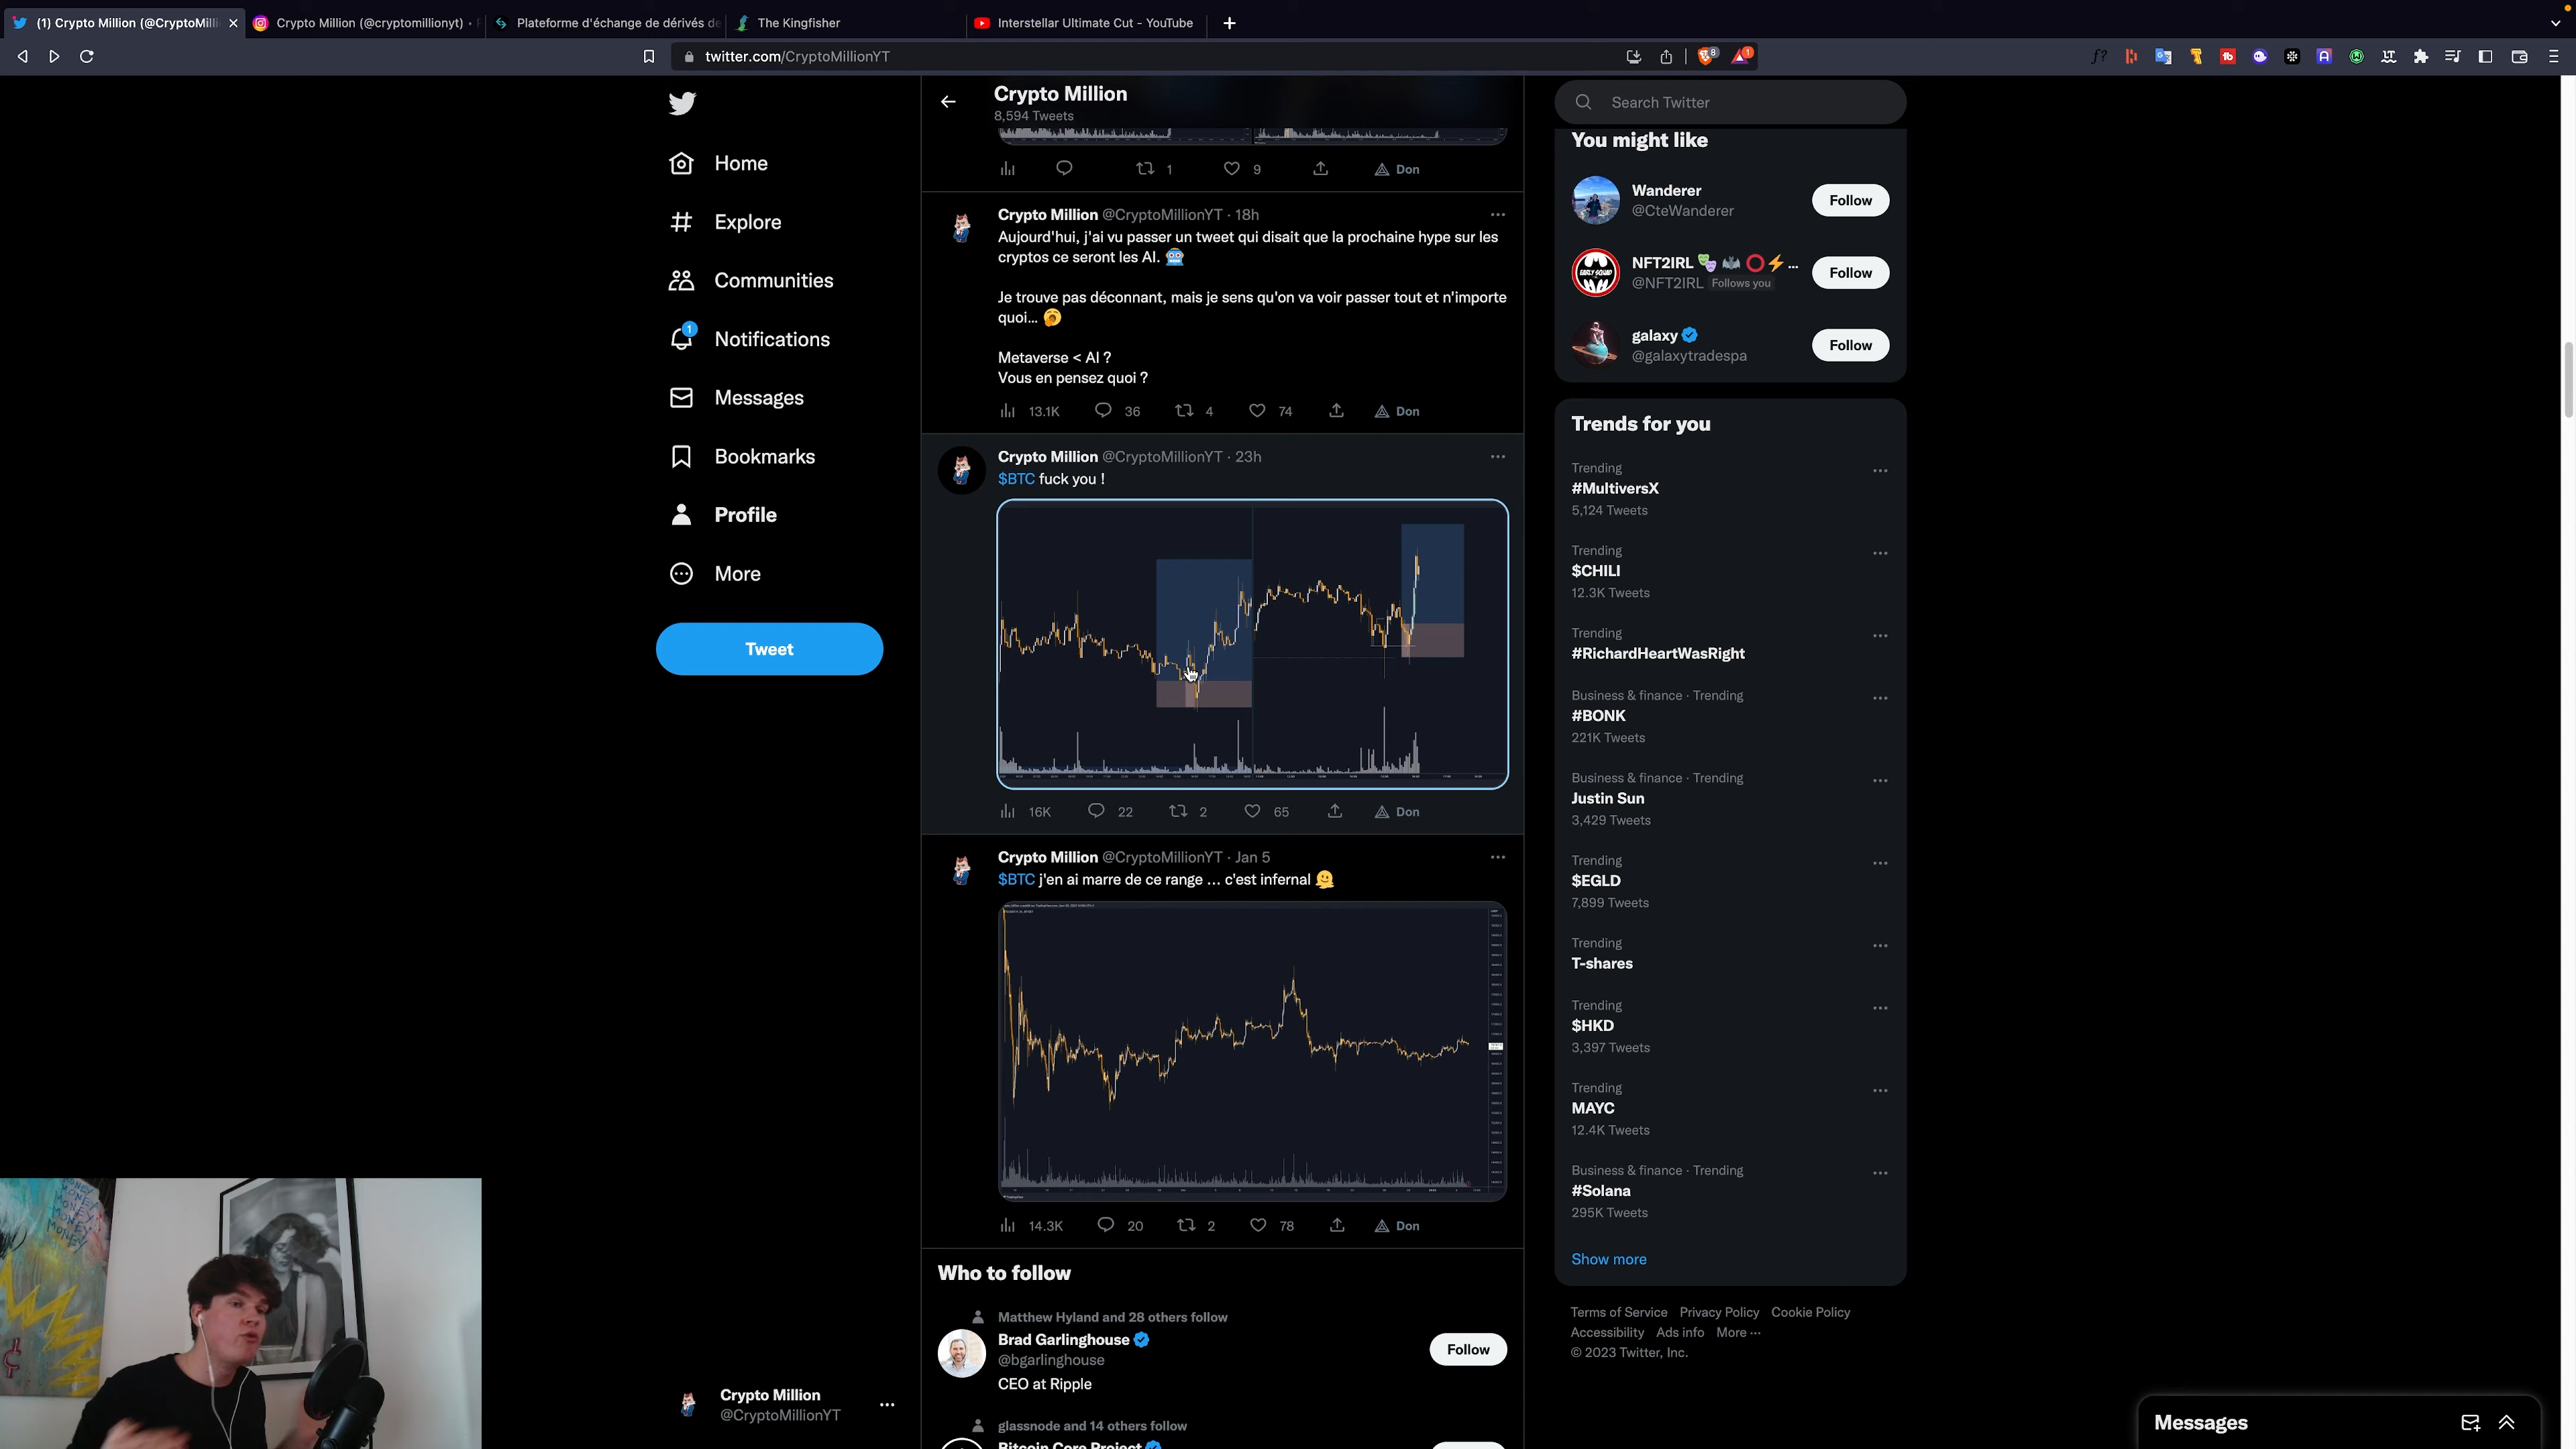 (1) Crypto Million (@CryptoMilli
Crypto Million (@cryptomillionyt) •
Plateforme d'échange de dérivés de
The Kingfisher
Interstellar Ultimate Cut - YouTube
twitter.com/CryptoMillionYT
8
1
Home
Explore
Communities
1
Notifications
Messages
Bookmarks
Profile
More
Tweet
Crypto Million
@CryptoMillionYT
Crypto Million
8,594 Tweets
1 9 Don
Crypto Million @CryptoMillionYT · 18h
Aujourd'hui, j'ai vu passer un tweet qui disait que la prochaine hype sur les
cryptos ce seront les AI. 🤖
Je trouve pas déconnant, mais je sens qu'on va voir passer tout et n'importe
quoi... 🥱
Metaverse < AI ?
Vous en pensez quoi ?
13.1K 36 4 74 Don
Crypto Million @CryptoMillionYT · 23h
$BTC fuck you !
16K 22 2 65 Don
Crypto Million @CryptoMillionYT · Jan 5
$BTC j'en ai marre de ce range ... c'est infernal 🫠
14.3K 20 2 78 Don
Who to follow
Matthew Hyland and 28 others follow
Brad Garlinghouse
@bgarlinghouse
CEO at Ripple
Follow
glassnode and 14 others follow
Bitcoin Core Project
Search Twitter
You might like
Wanderer
@CteWanderer
Follow
NFT2IRL 🎭 🦇 ⭕ ⚡ ...
@NFT2IRL Follows you
Follow
EARLY SQUAD
galaxy
@galaxytradespa
Follow
Trends for you
Trending
#MultiversX
5,124 Tweets
Trending
$CHILI
12.3K Tweets
Trending
#RichardHeartWasRight
Business & finance · Trending
#BONK
221K Tweets
Business & finance · Trending
Justin Sun
3,429 Tweets
Trending
$EGLD
7,899 Tweets
Trending
T-shares
Trending
$HKD
3,397 Tweets
Trending
MAYC
12.4K Tweets
Business & finance · Trending
#Solana
295K Tweets
Show more
Terms of Service Privacy Policy Cookie Policy
Accessibility Ads info More ···
© 2023 Twitter, Inc.
Messages
MONEY
MONEY
MONEY
MONEY